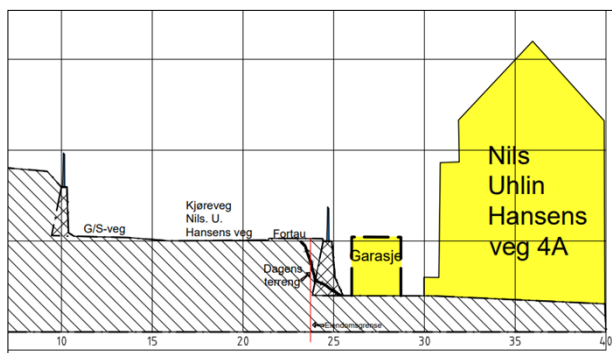 Nils
Uhlin
Hansens
veg 4A
Kjøreveg
Nils. U.
Hansens veg
G/S-veg
Fortau
Garasje
Dagens
terreng
Eiendomsgrense
10
15
20
25
30
35
40